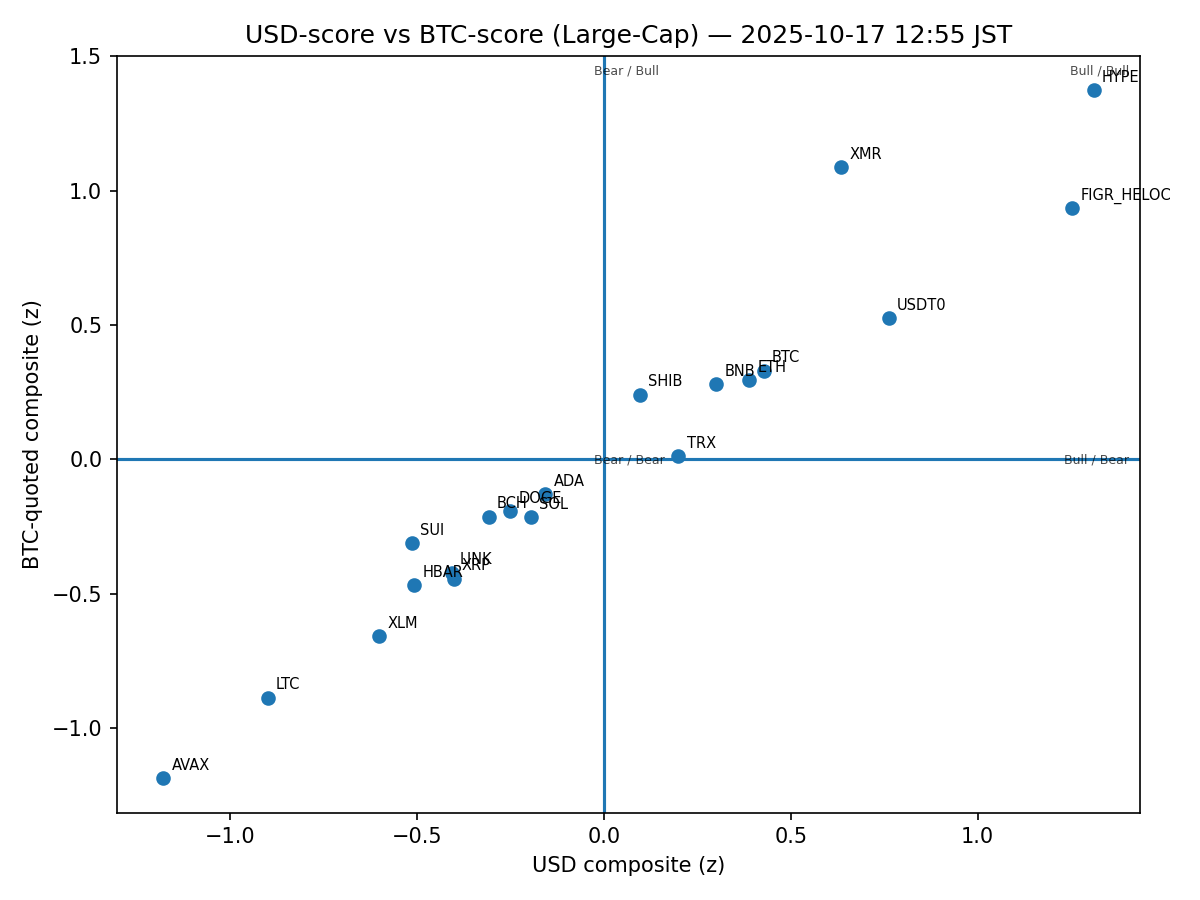 USD-score vs BTC-score (Large-Cap) — 2025-10-17 12:55 JST
1.5
Bear / Bull
Bull / Bull
HYPE
XMR
1.0
FIGR_HELOC
BTC-quoted composite (z)
0.5
USDT0
BTC
ETH
BNB
SHIB
TRX
0.0
Bear / Bear
Bull / Bear
ADA
DOGE
BCH
SOL
SUI
LINK
XRP
HBAR
−0.5
XLM
LTC
−1.0
AVAX
−1.0
−0.5
0.0
0.5
1.0
USD composite (z)